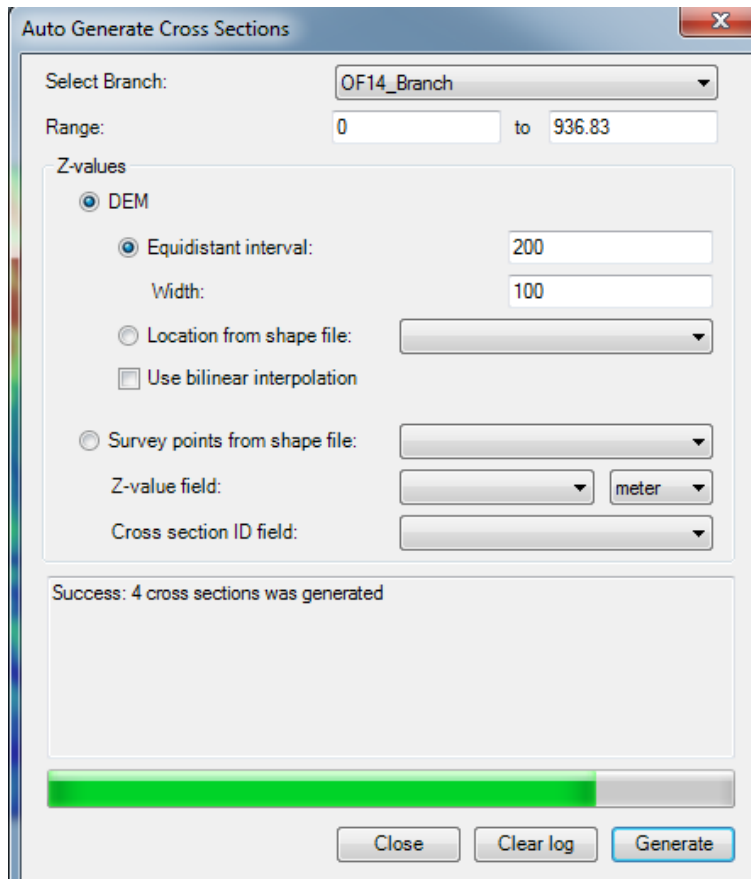 Auto Generate Cross Sections
Select Branch: OF14_Branch
Range: 0 to 936.83
Z-values
DEM
Equidistant interval: 200
Width: 100
Location from shape file:
Use bilinear interpolation
Survey points from shape file:
Z-value field: meter
Cross section ID field:
Success: 4 cross sections was generated
Close Clear log Generate